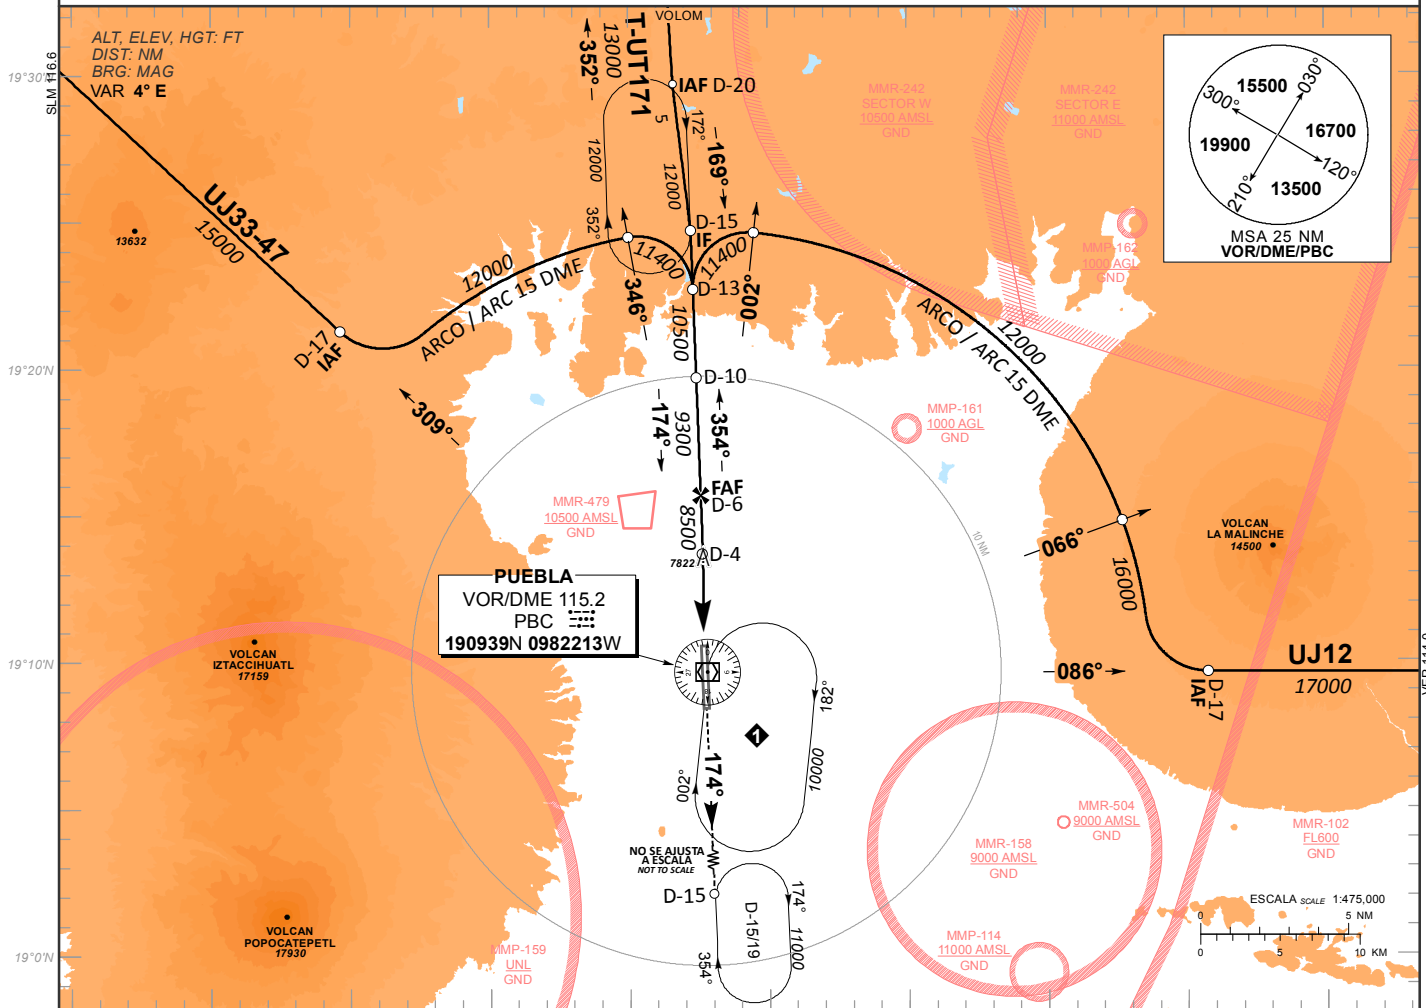 VOLOM
ALT, ELEV, HGT: FT
DIST: NM
BRG: MAG
VAR 4° E
SLM 116.6
19°30'N
19°20'N
19°10'N
19°0'N
T-UT171
13000
352°
IAF D-20
5
172°
169°
12000
12000
352°
D-15
IF
11400
11400
D-13
346°
002°
10500
D-10
174°
9300
354°
FAF
D-6
8500
7822
D-4
UJ33-47
15000
13632
12000
ARCO / ARC 15 DME
D-17
IAF
309°
MMR-242
SECTOR W
10500 AMSL
GND
MMR-242
SECTOR E
11000 AMSL
GND
15500
030°
300°
19900
16700
120°
210°
13500
MSA 25 NM
VOR/DME/PBC
MMP-162
1000 AGL
GND
ARCO / ARC 15 DME
12000
MMP-161
1000 AGL
GND
MMR-479
10500 AMSL
GND
10 NM
066°
16000
VOLCAN
LA MALINCHE
14500
PUEBLA
VOR/DME 115.2
PBC
190939N 0982213W
27
9
VOLCAN
IZTACCIHUATL
17159
086°
UJ12
17000
D-17
IAF
182°
1
174°
002°
10000
NO SE AJUSTA
A ESCALA
NOT TO SCALE
D-15
D-15/19
174°
11000
354°
MMR-504
9000 AMSL
GND
MMR-158
9000 AMSL
GND
MMR-102
FL600
GND
MMP-114
11000 AMSL
GND
MMP-159
UNL
GND
VOLCAN
POPOCATEPETL
17930
ESCALA SCALE 1:475,000
0
5 NM
0
5
10 KM